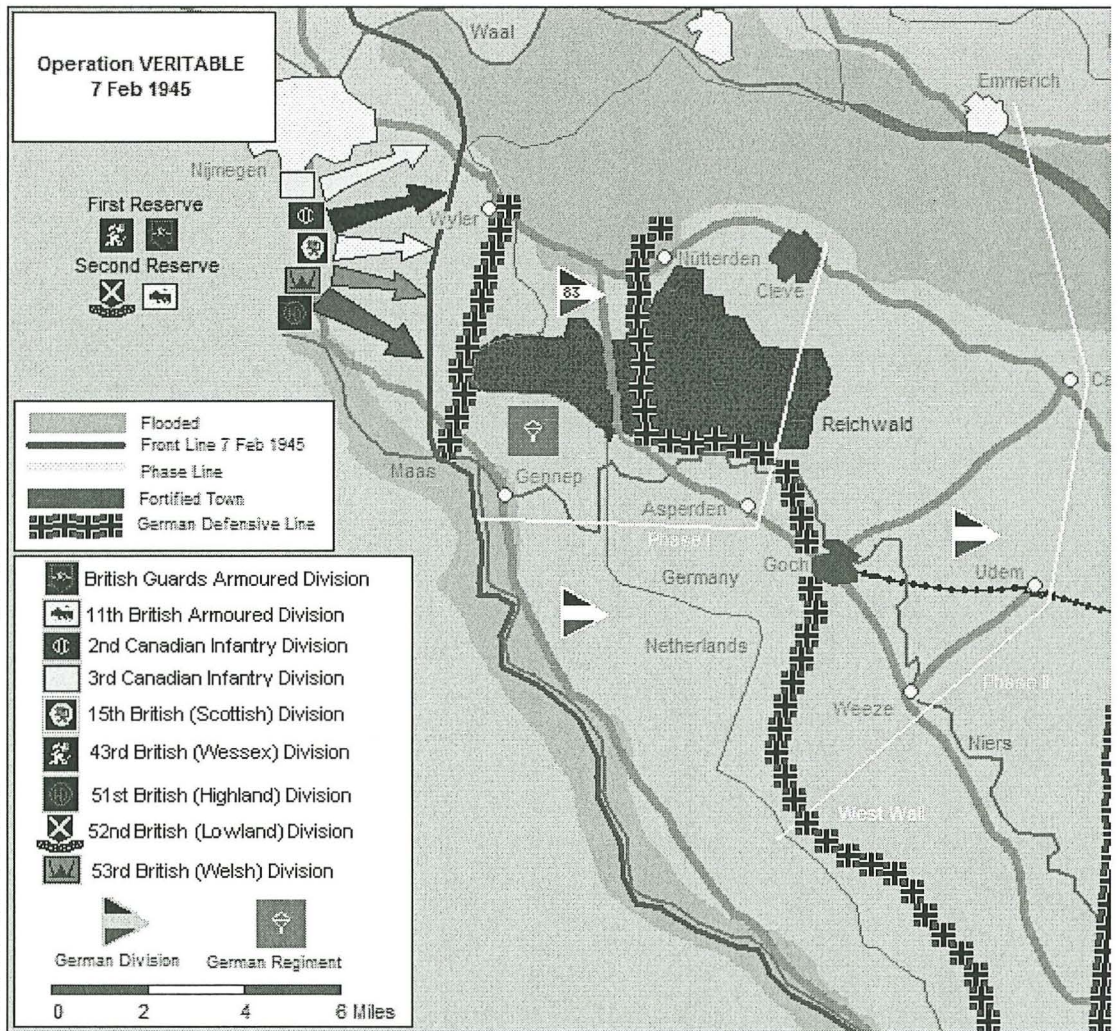 Operation VERITABLE
7 Feb 1945
Waal
Emmerich
Nijmegen
First Reserve
Second Reserve
Wyler
Nütterden
Cleve
83
Ca
Reichwald
Flooded
Front Line 7 Feb 1945
Phase Line
Fortified Town
German Defensive Line
Maas
Gennep
Asperden
Phase I
Goch
Germany
Udem
Netherlands
Phase II
Weeze
Niers
West Wall
British Guards Armoured Division
11th British Armoured Division
2nd Canadian Infantry Division
3rd Canadian Infantry Division
15th British (Scottish) Division
43rd British (Wessex) Division
51st British (Highland) Division
52nd British (Lowland) Division
53rd British (Welsh) Division
German Division
German Regiment
0 2 4 6 Miles